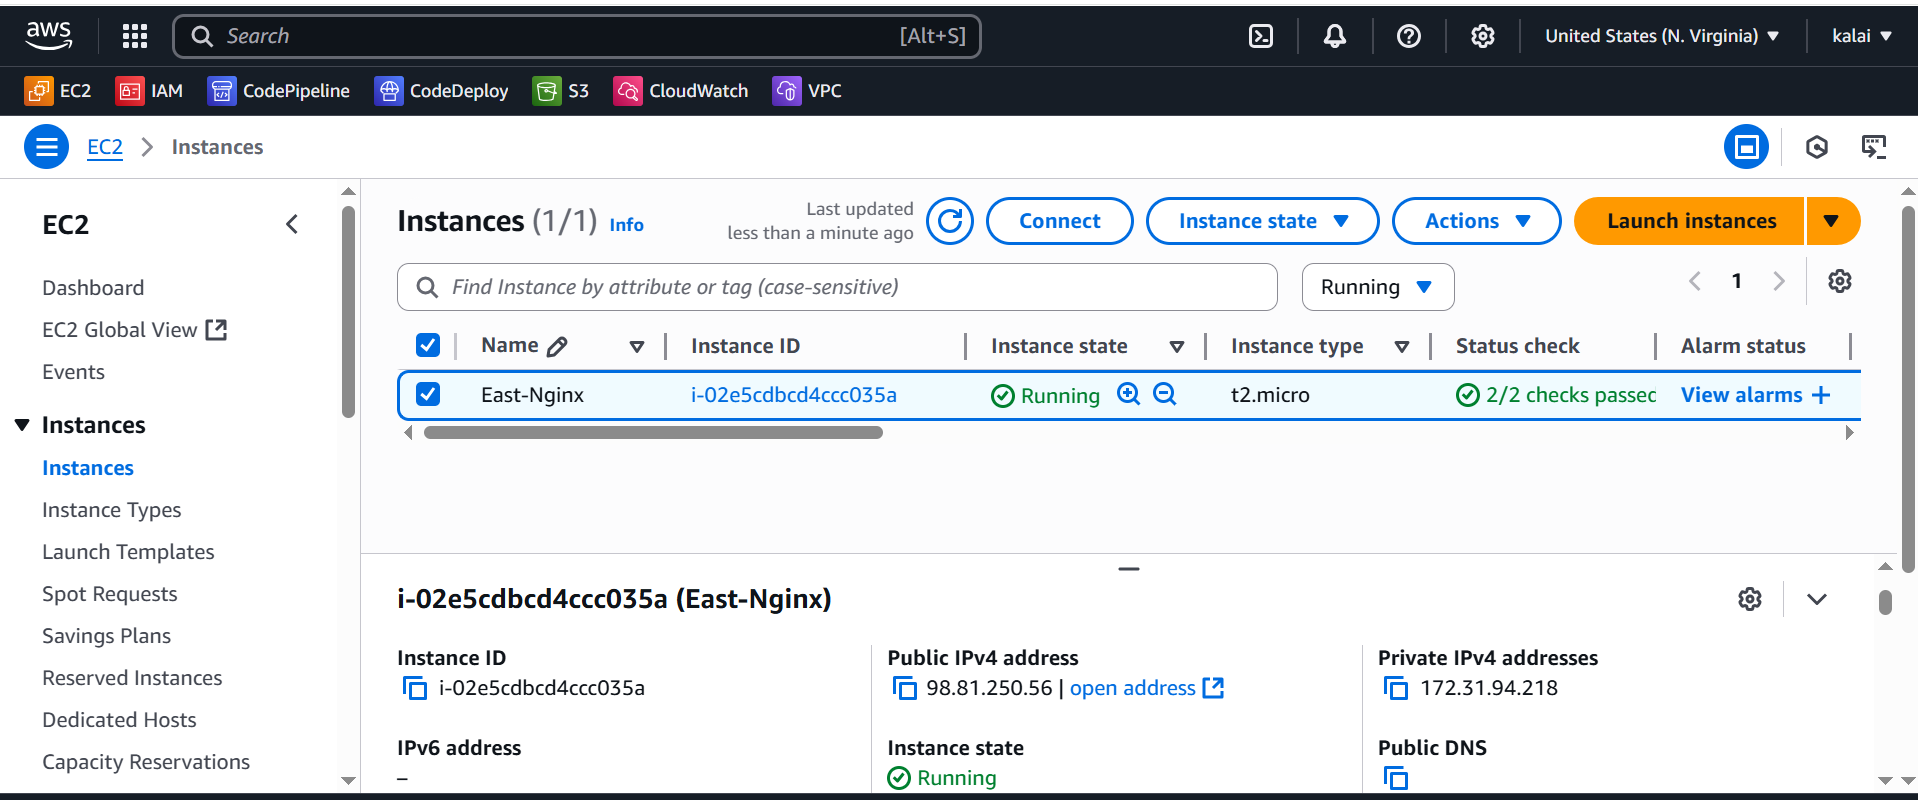 aws
Search [Alt+S]
United States (N. Virginia)
kalai
EC2
IAM
CodePipeline
CodeDeploy
S3
CloudWatch
VPC
EC2 > Instances
EC2
Dashboard
EC2 Global View
Events
Instances
Instances
Instance Types
Launch Templates
Spot Requests
Savings Plans
Reserved Instances
Dedicated Hosts
Capacity Reservations
Instances (1/1) Info
Last updated
less than a minute ago
Connect
Instance state
Actions
Launch instances
Find Instance by attribute or tag (case-sensitive)
Running
1
Name Instance ID Instance state Instance type Status check Alarm status
East-Nginx i-02e5cdbcd4ccc035a Running t2.micro 2/2 checks passed View alarms +
i-02e5cdbcd4ccc035a (East-Nginx)
Instance ID
i-02e5cdbcd4ccc035a
Public IPv4 address
98.81.250.56 | open address
Private IPv4 addresses
172.31.94.218
IPv6 address
–
Instance state
Running
Public DNS